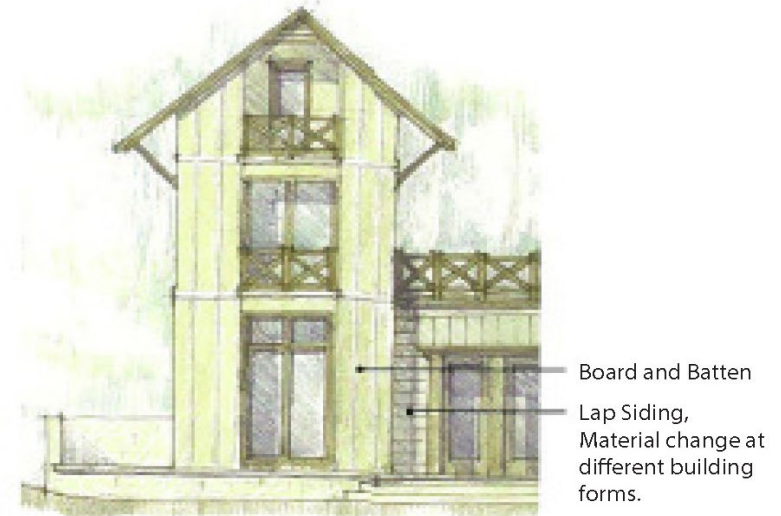 Board and Batten
Lap Siding,
Material change at
different building
forms.